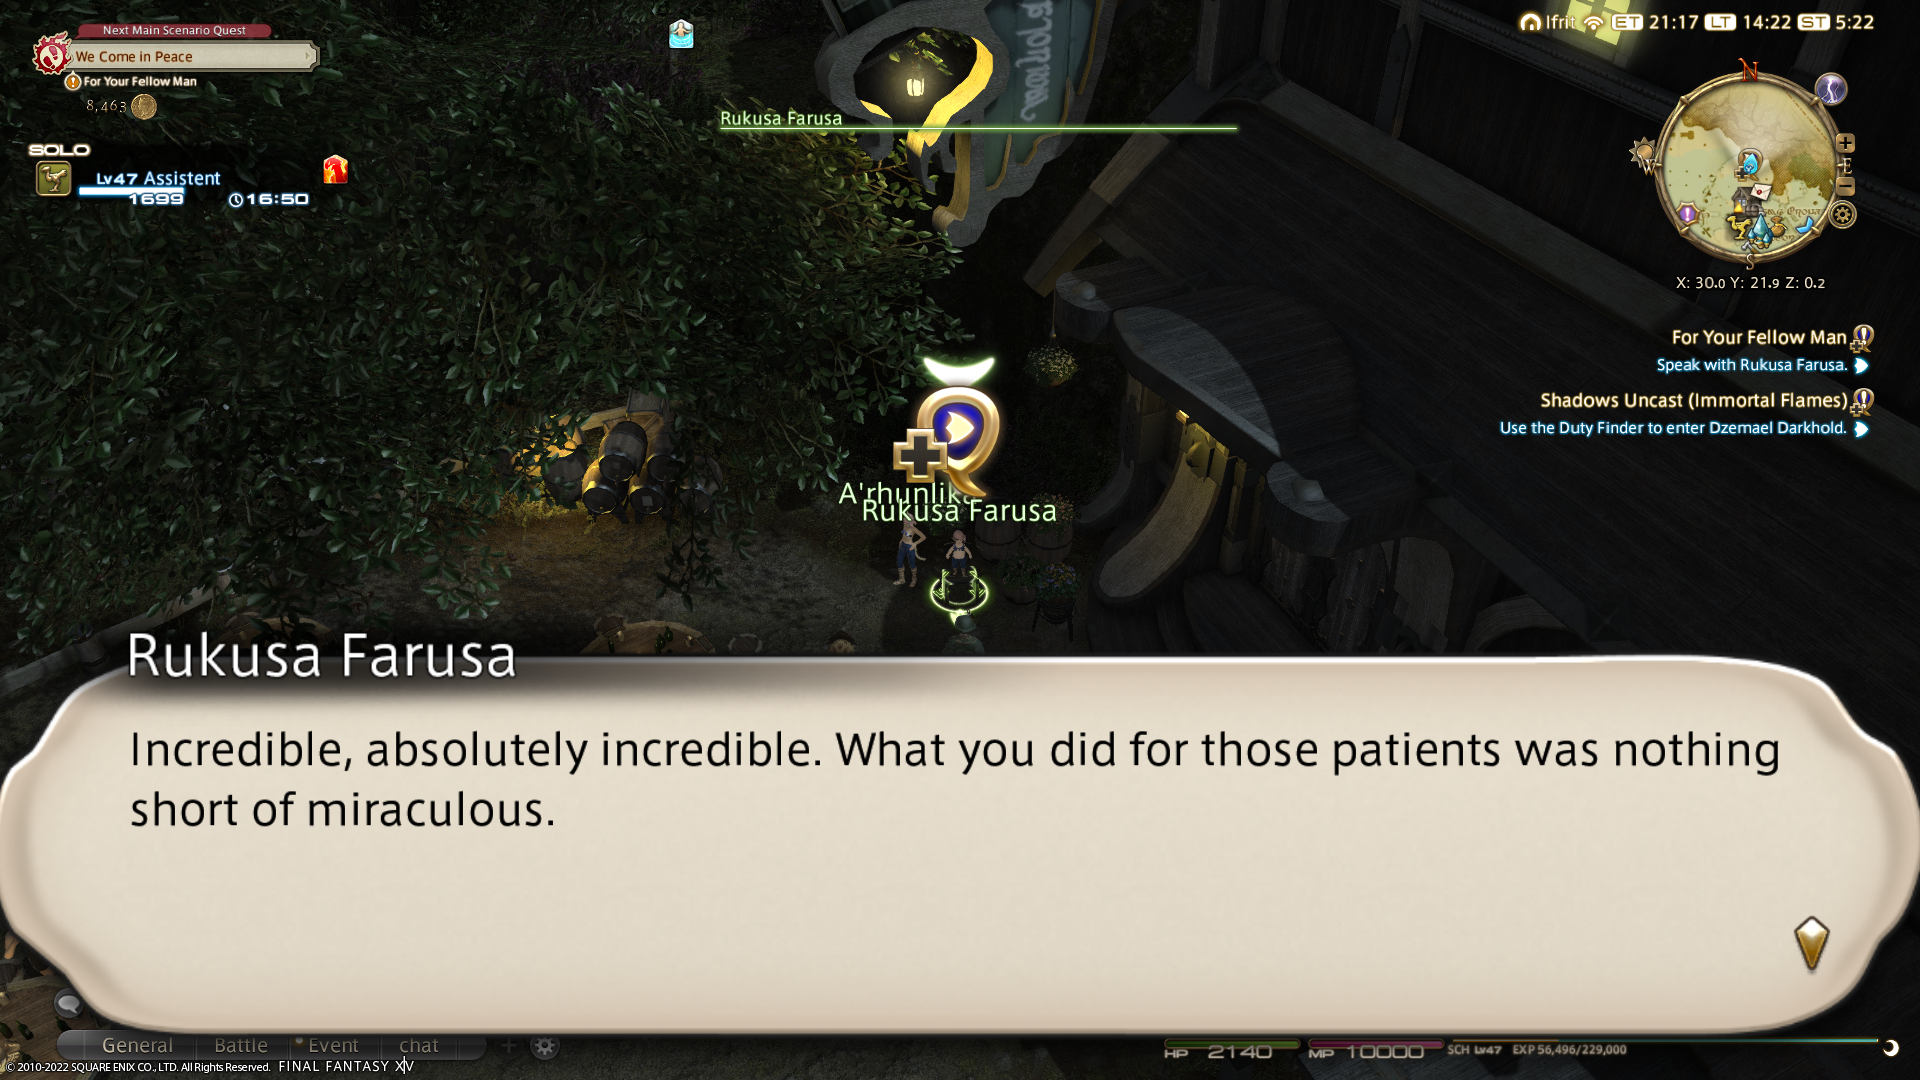 Next Main Scenario Quest
We Come in Peace
For Your Fellow Man
8,463
SOLO
Lv47 Assistent
1699
16:50
Rukusa Farusa
Ifrit ET 21:17 LT 14:22 ST 5:22
N
W
E
S
X: 30.0 Y: 21.9 Z: 0.2
For Your Fellow Man
Speak with Rukusa Farusa.
Shadows Uncast (Immortal Flames)
Use the Duty Finder to enter Dzemael Darkhold.
Rukusa Farusa
Rukusa Farusa
Incredible, absolutely incredible. What you did for those patients was nothing
short of miraculous.
General Battle Event chat
HP 2140 MP 10000 SCH Lv47 EXP 56,496/229,000
© 2010-2022 SQUARE ENIX CO., LTD. All Rights Reserved. FINAL FANTASY XIV